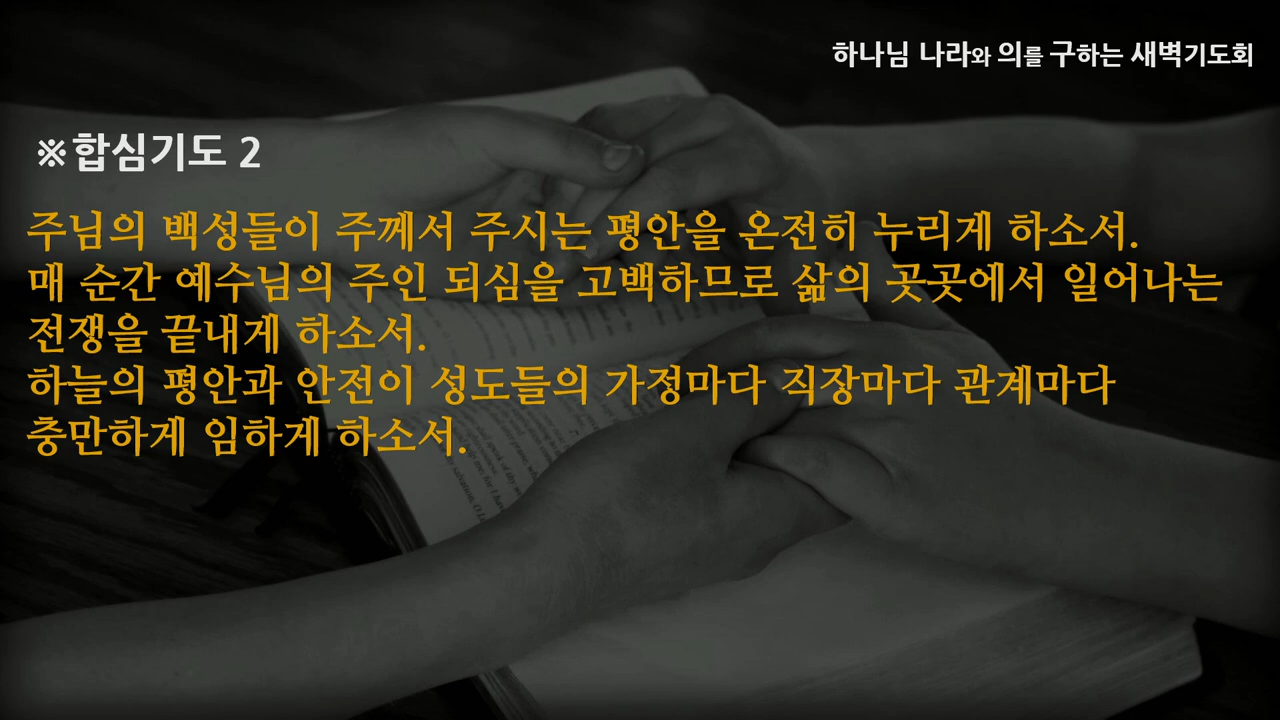 하나님 나라와 의를 구하는 새벽기도회
※합심기도 2
주님의 백성들이 주께서 주시는 평안을 온전히 누리게 하소서.
매 순간 예수님의 주인 되심을 고백하므로 삶의 곳곳에서 일어나는
전쟁을 끝내게 하소서.
하늘의 평안과 안전이 성도들의 가정마다 직장마다 관계마다
충만하게 임하게 하소서.